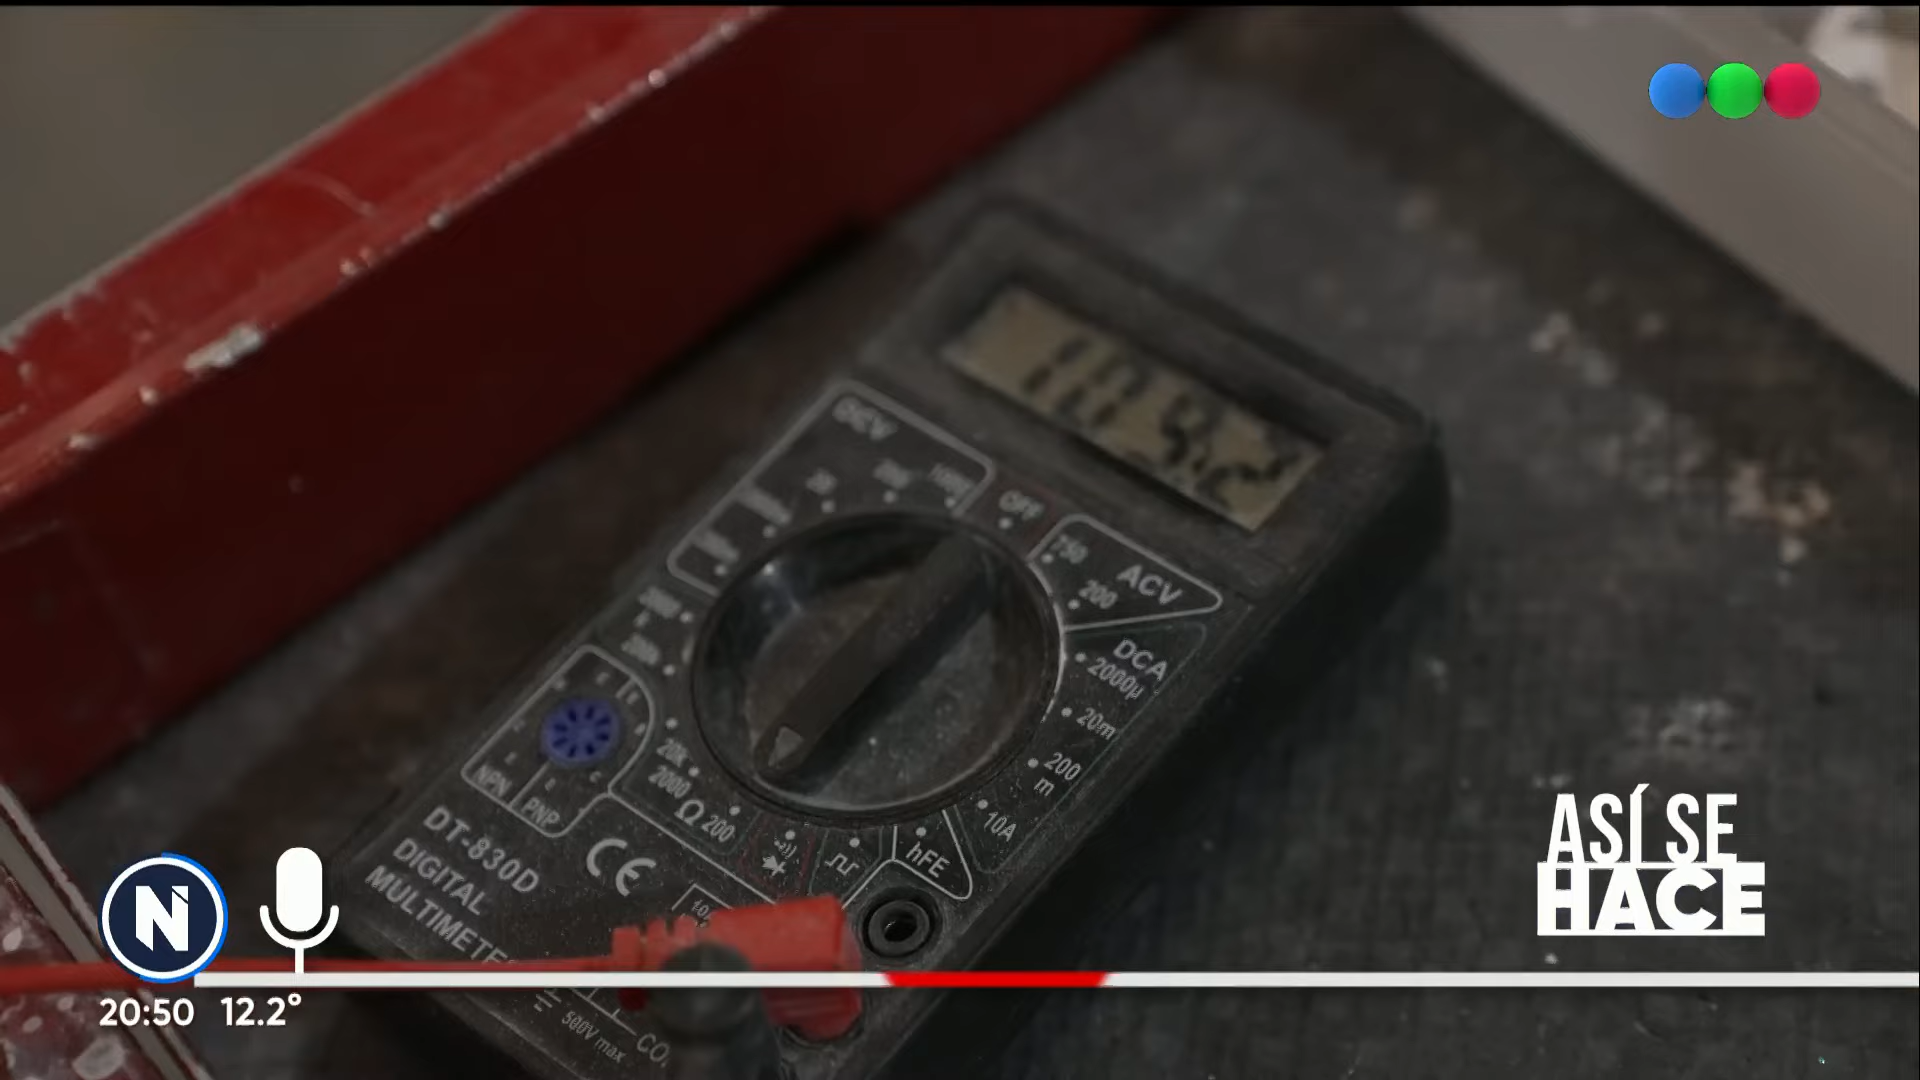 OFF
750
ACV
200
DCA
2000µ
20m
200
m
10A
hFE
20k
2000
Ω 200
NPN
PNP
DT-830D
CE
DIGITAL
MULTIMETE
500V max
ASÍ SE
HACE
N
20:50 12.2°